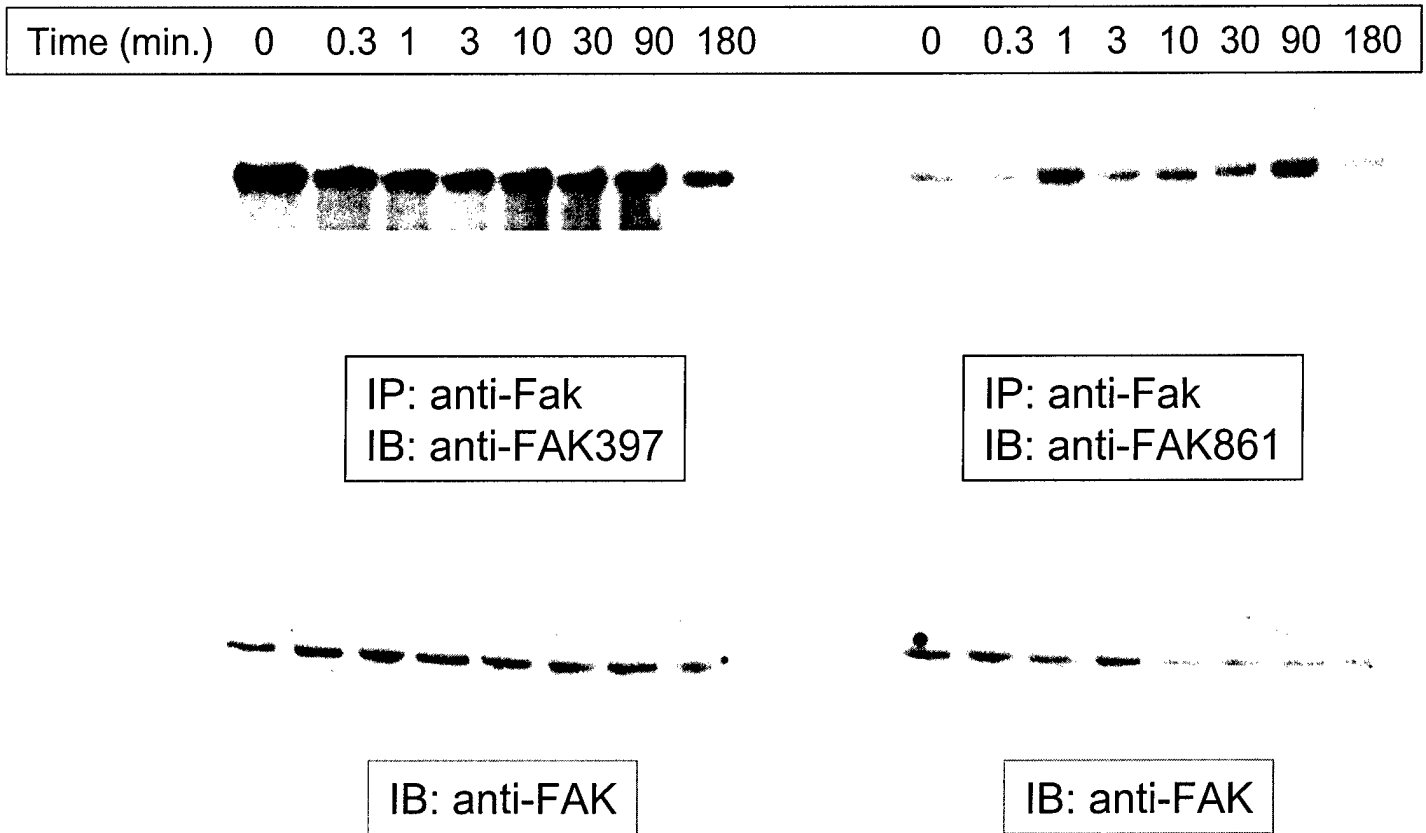 Time (min.) 0 0.3 1 3 10 30 90 180 0 0.3 1 3 10 30 90 180
IP: anti-Fak
IB: anti-FAK397
IP: anti-Fak
IB: anti-FAK861
IB: anti-FAK
IB: anti-FAK